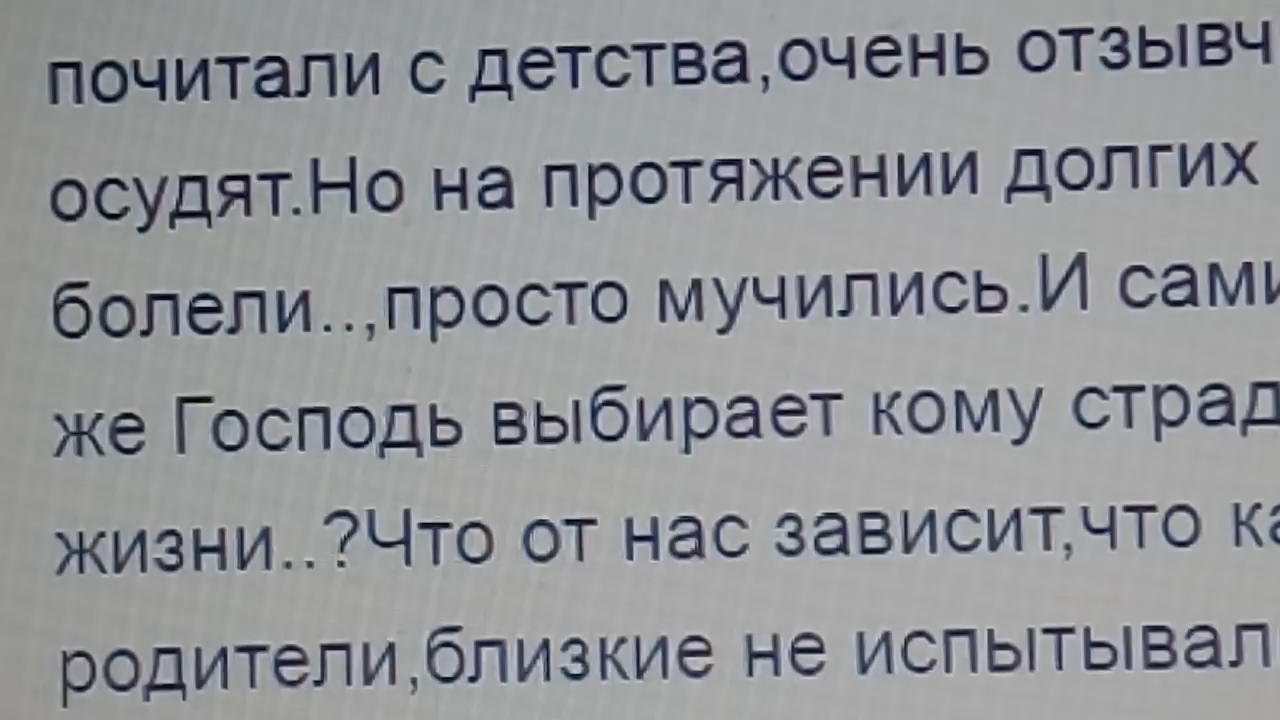 почитали с детства,очень отзывч
осудят.Но на протяжении долгих
болели..,просто мучились.И сами
же Господь выбирает кому страд
жизни..?Что от нас зависит,что ка
родители,близкие не испытывал